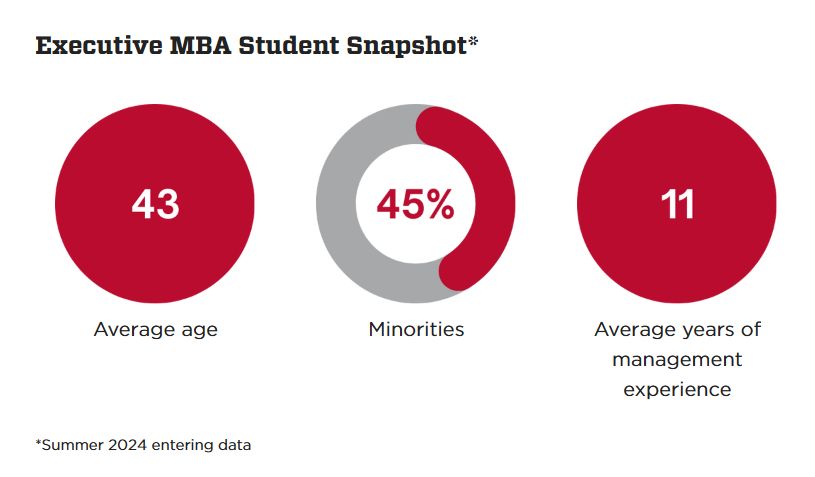 Executive MBA Student Snapshot*
43
45%
11
Average age
Minorities
Average years of
management
experience
*Summer 2024 entering data